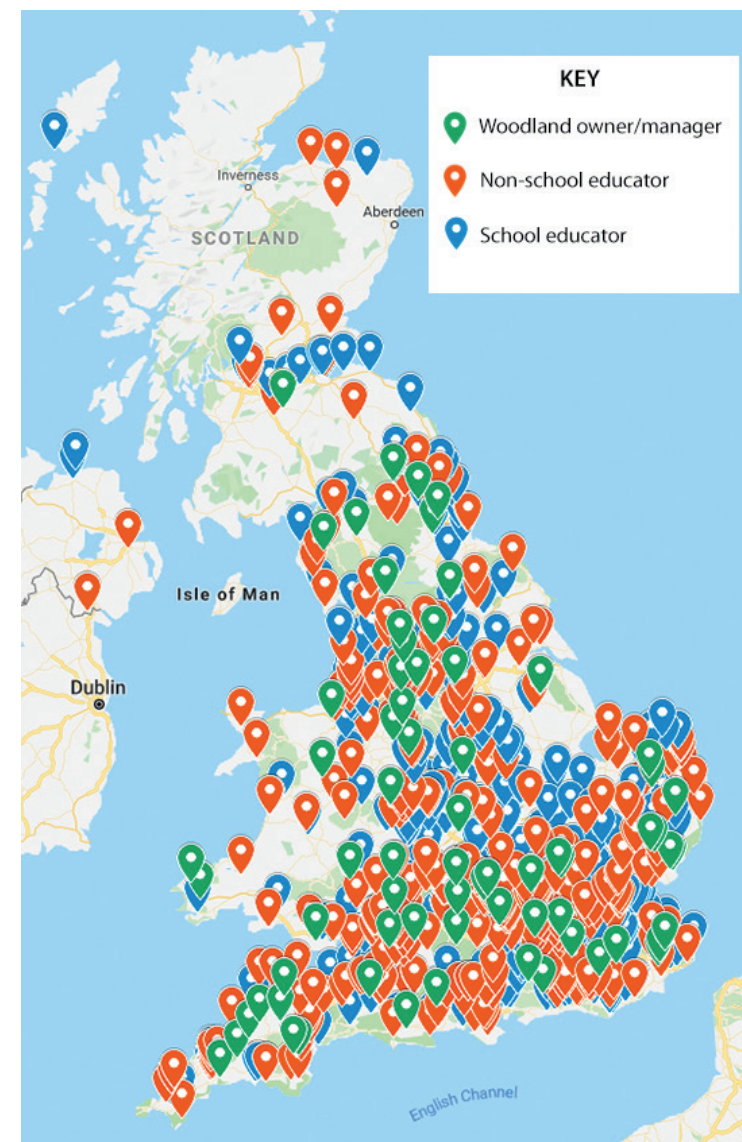 KEY
Woodland owner/manager
Non-school educator
School educator
Inverness
Aberdeen
SCOTLAND
Isle of Man
Dublin
English Channel